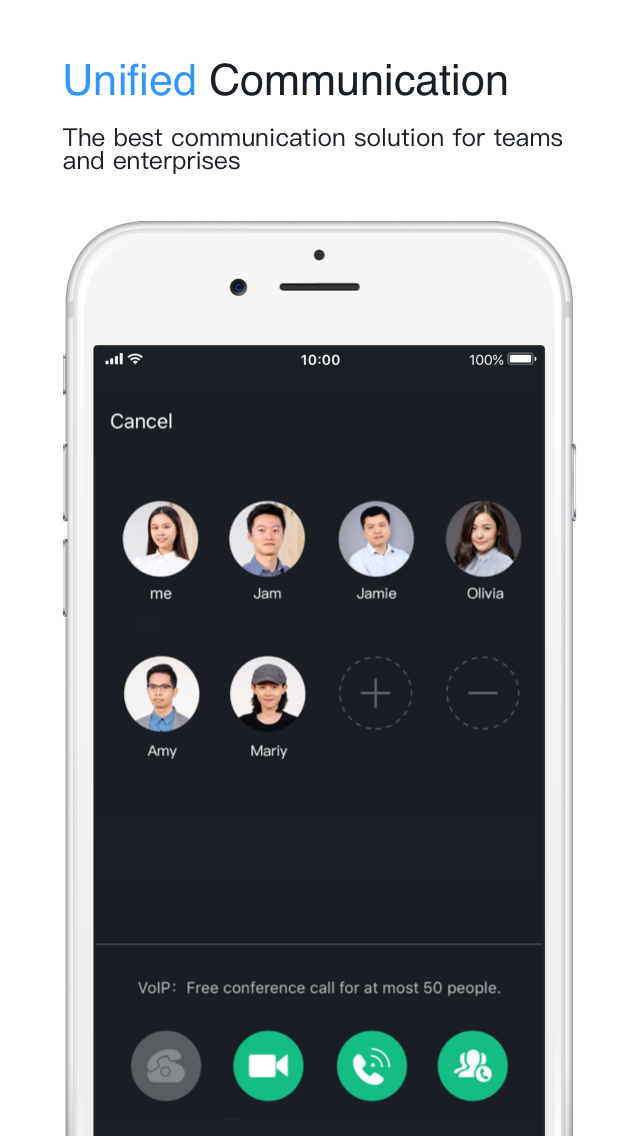 Unified Communication
The best communication solution for teams
and enterprises
10:00
100%
Cancel
me
Jam
Jamie
Olivia
Amy
Mariy
VoIP: Free conference call for at most 50 people.